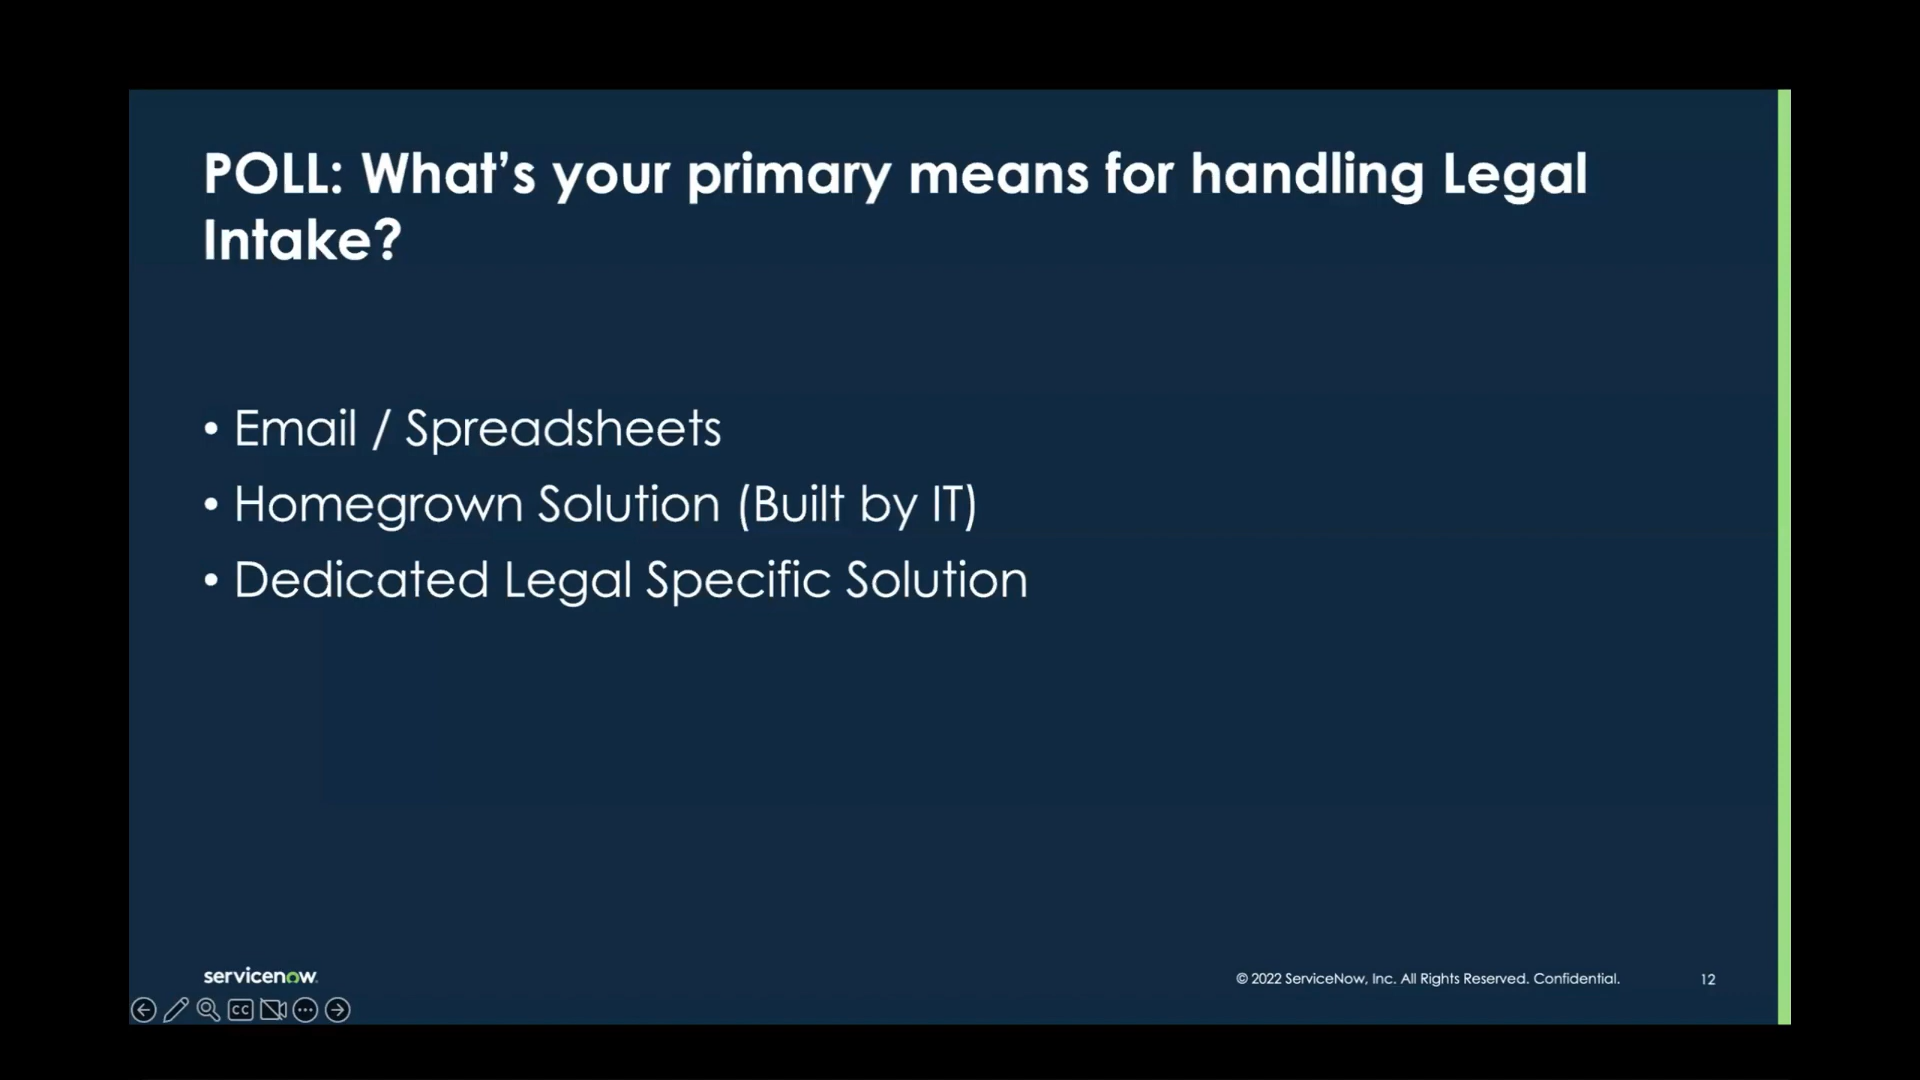 POLL: What’s your primary means for handling Legal
Intake?
• Email / Spreadsheets
• Homegrown Solution (Built by IT)
• Dedicated Legal Specific Solution
servicenow.
© 2022 ServiceNow, Inc. All Rights Reserved. Confidential.
12
CC